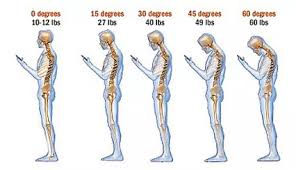 0 degrees
10-12 lbs
15 degrees
27 lbs
30 degrees
40 lbs
45 degrees
49 lbs
60 degrees
60 lbs